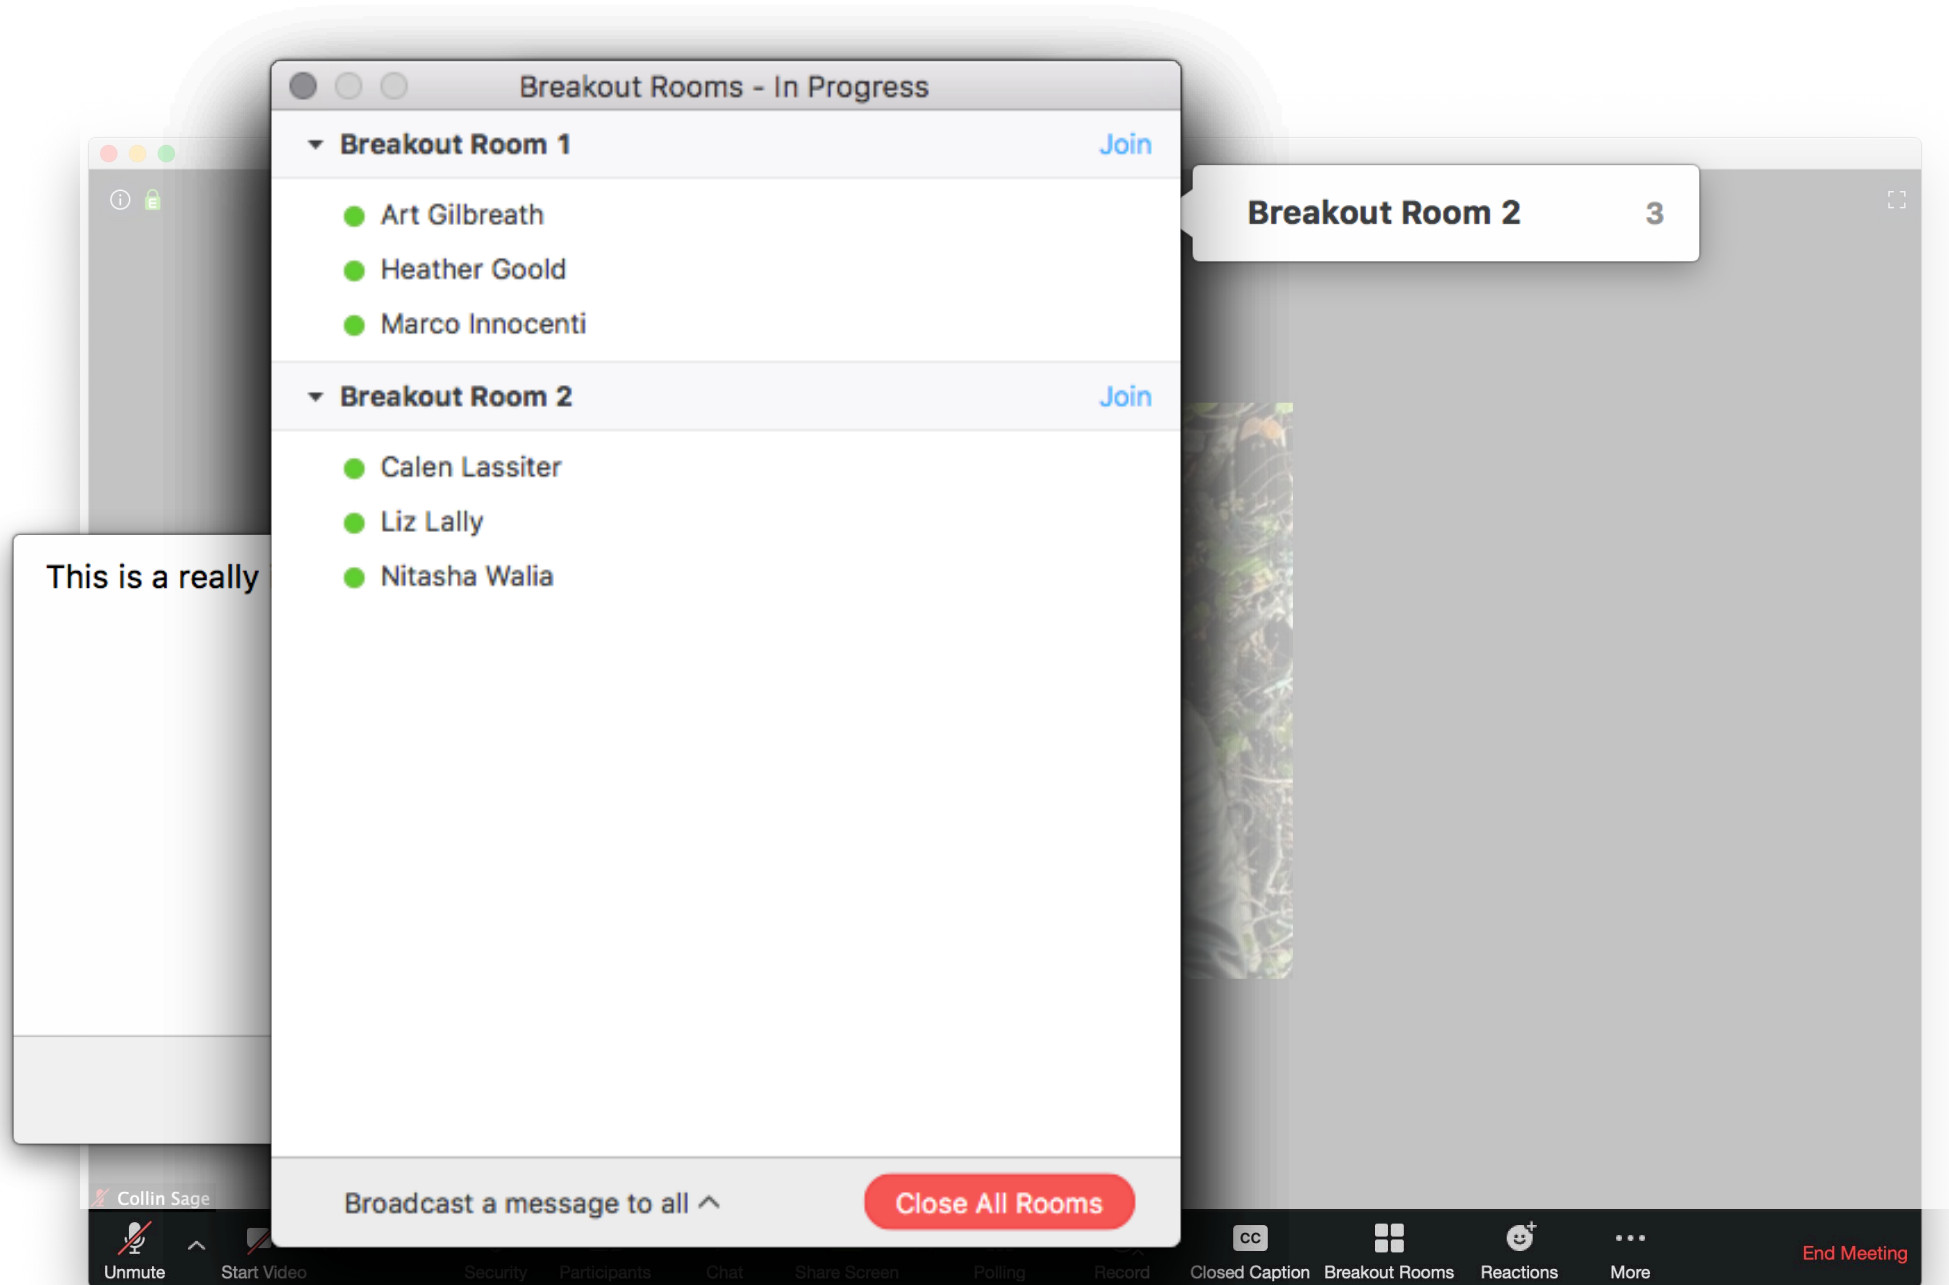 Breakout Rooms - In Progress
Breakout Room 1 Join
Art Gilbreath
Heather Goold
Marco Innocenti
Breakout Room 2 Join
Calen Lassiter
Liz Lally
Nitasha Walia
Broadcast a message to all Close All Rooms
Breakout Room 2 3
This is a really
Collin Sage
Unmute Start Video Security Participants Chat Share Screen Polling Record CC Closed Caption Breakout Rooms Reactions More End Meeting